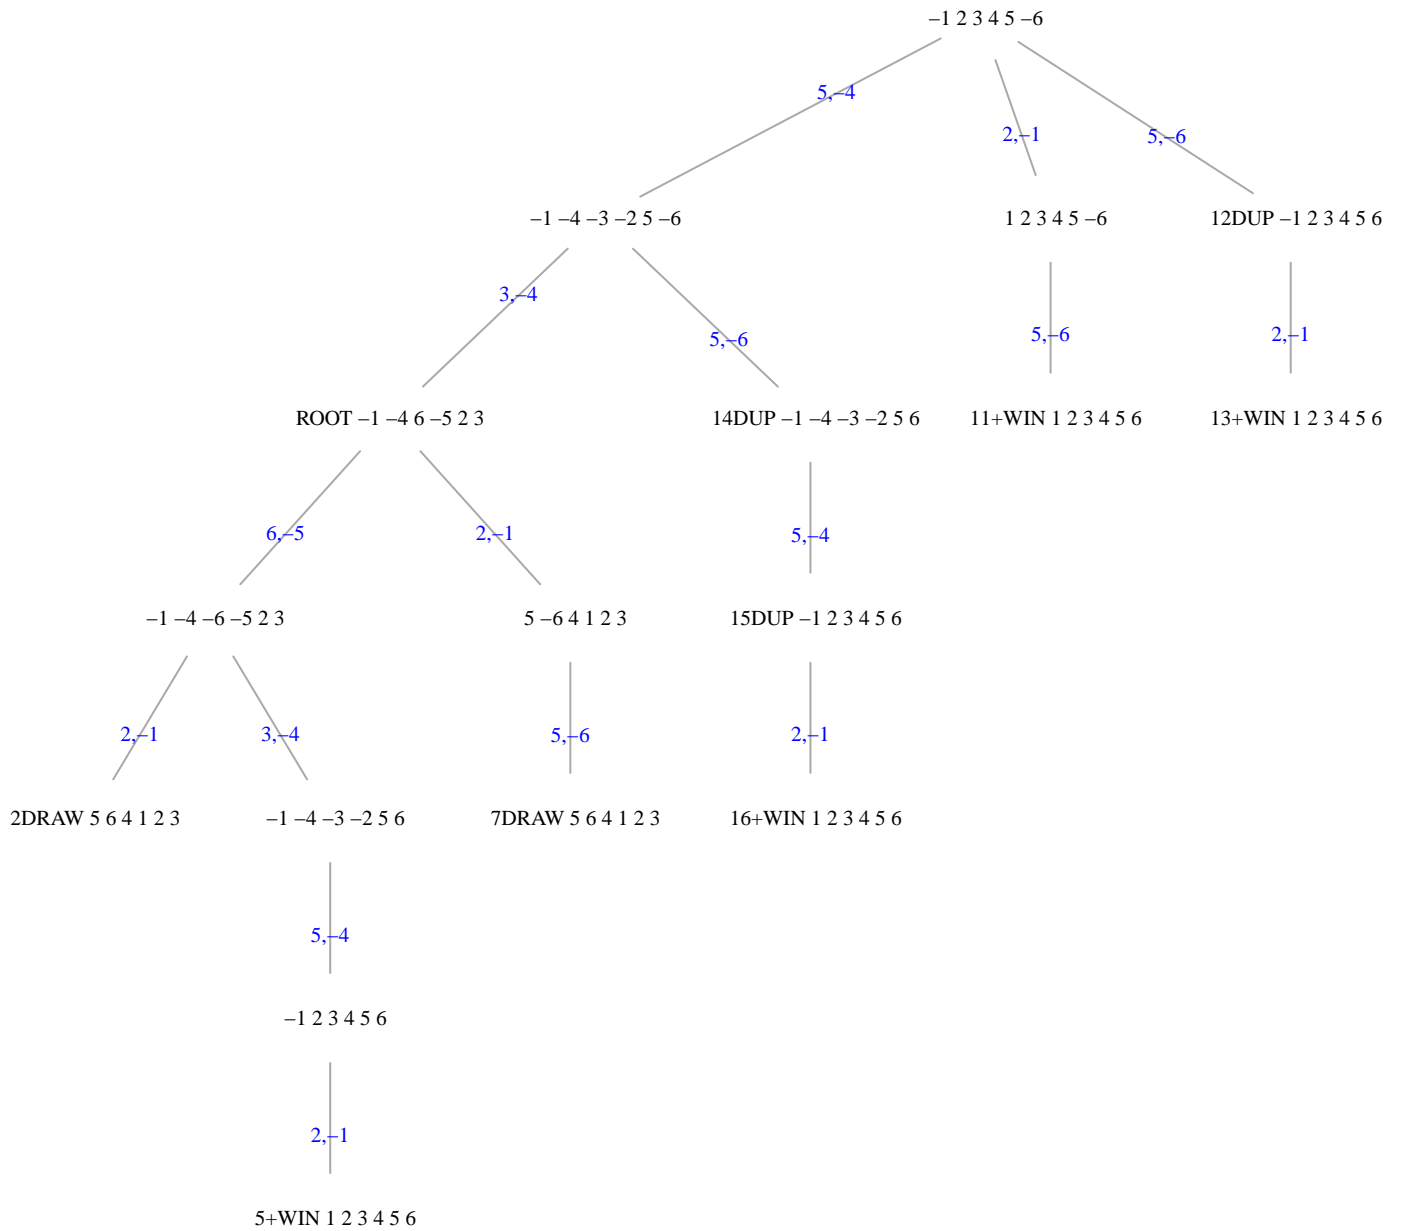 –1 2 3 4 5 –6
5,–4
2,–1
5,–6
–1 –4 –3 –2 5 –6
1 2 3 4 5 –6
12DUP –1 2 3 4 5 6
3,–4
5,–6
5,–6
2,–1
ROOT –1 –4 6 –5 2 3
14DUP –1 –4 –3 –2 5 6
11+WIN 1 2 3 4 5 6
13+WIN 1 2 3 4 5 6
6,–5
2,–1
5,–4
–1 –4 –6 –5 2 3
5 –6 4 1 2 3
15DUP –1 2 3 4 5 6
2,–1
3,–4
5,–6
2,–1
2DRAW 5 6 4 1 2 3
–1 –4 –3 –2 5 6
7DRAW 5 6 4 1 2 3
16+WIN 1 2 3 4 5 6
5,–4
–1 2 3 4 5 6
2,–1
5+WIN 1 2 3 4 5 6